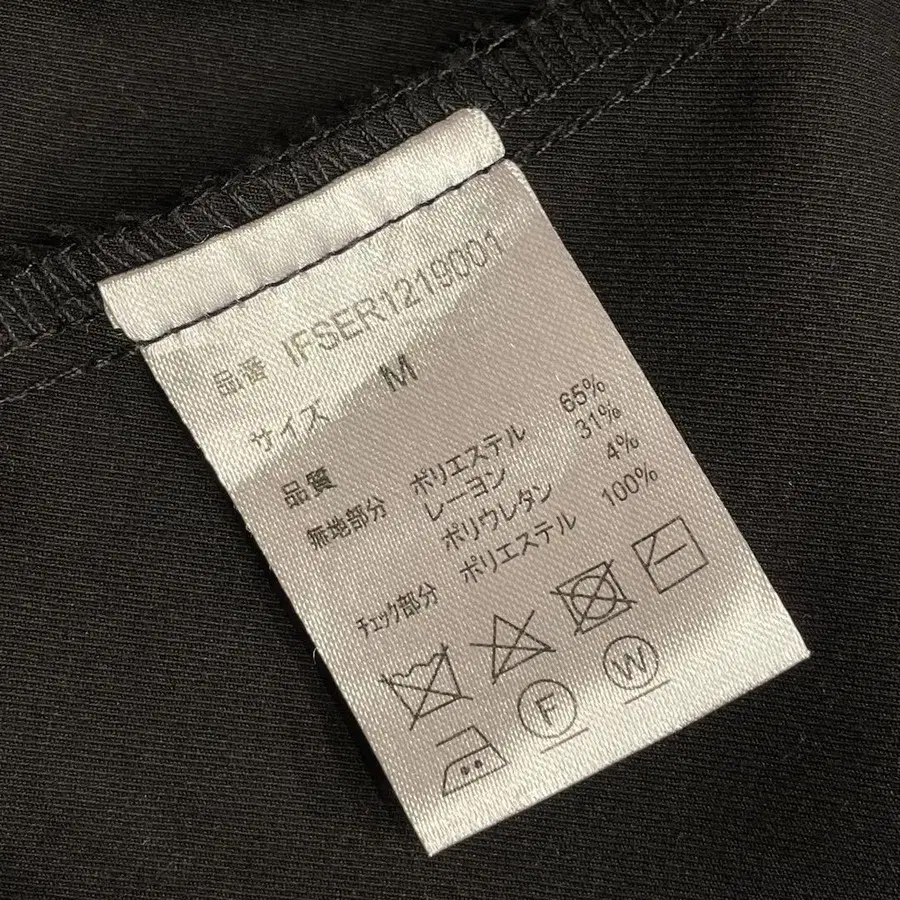 品番 IFSER1219001
サイズ M
品質
無地部分 ポリエステル 65%
レーヨン 31%
ポリウレタン 4%
チェック部分 ポリエステル 100%
F W